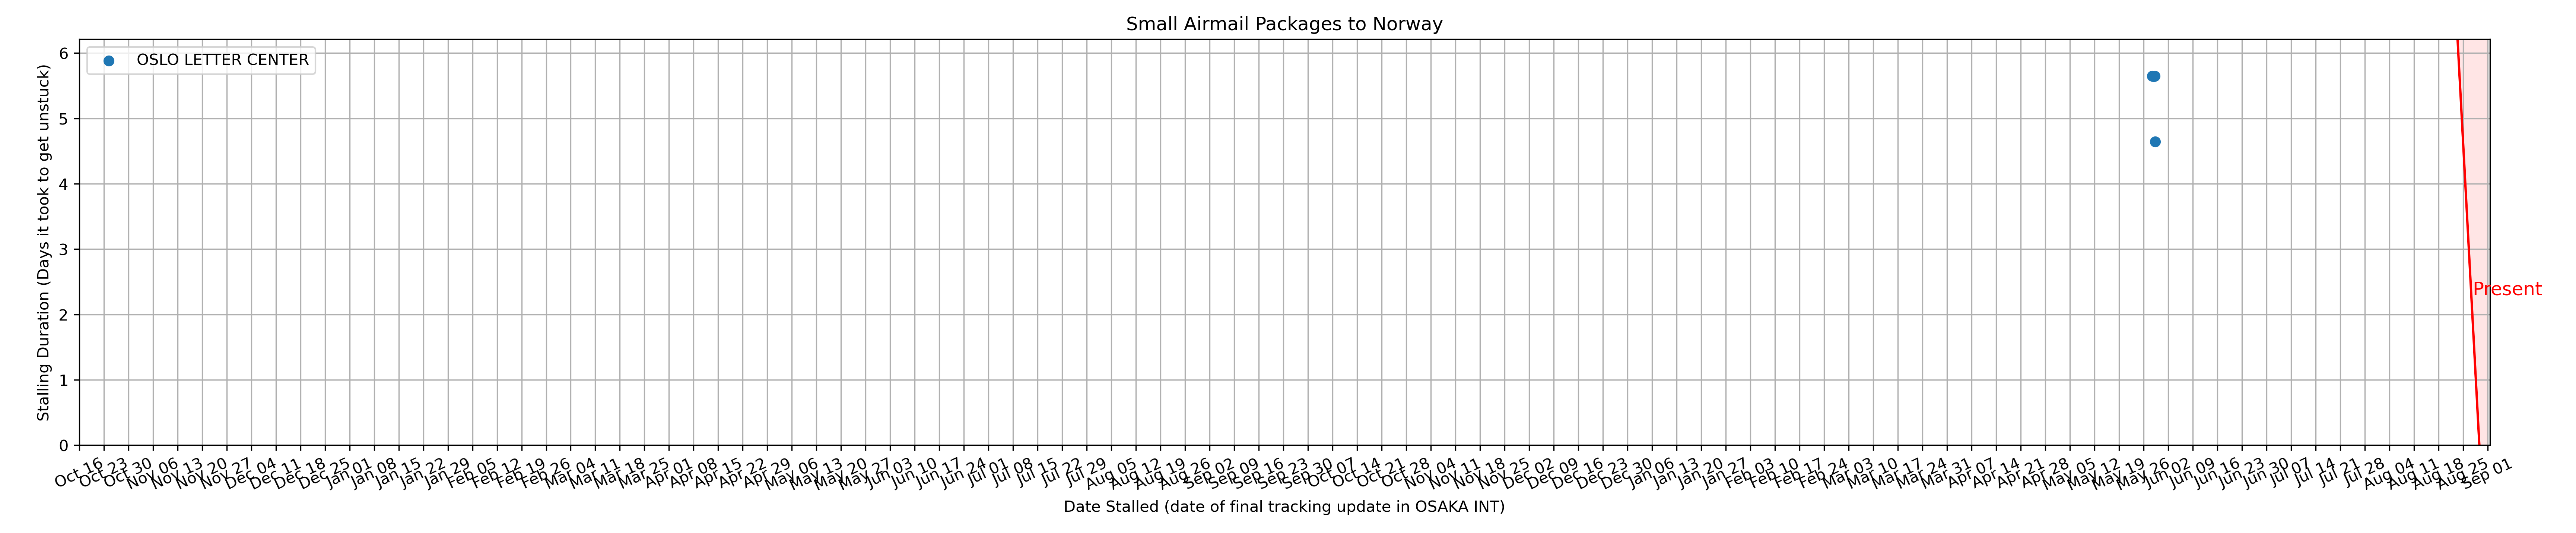 Small Airmail Packages to Norway
OSLO LETTER CENTER
Stalling Duration (Days it took to get unstuck)
6
5
4
3
2
1
0
Present
Oct 16 Oct 23 Oct 30 Nov 06 Nov 13 Nov 20 Nov 27 Dec 04 Dec 11 Dec 18 Dec 25 Jan 01 Jan 08 Jan 15 Jan 22 Jan 29 Feb 05 Feb 12 Feb 19 Feb 26 Mar 04 Mar 11 Mar 18 Mar 25 Apr 01 Apr 08 Apr 15 Apr 22 Apr 29 May 06 May 13 May 20 May 27 Jun 03 Jun 10 Jun 17 Jun 24 Jul 01 Jul 08 Jul 15 Jul 22 Jul 29 Aug 05 Aug 12 Aug 19 Aug 26 Sep 02 Sep 09 Sep 16 Sep 23 Sep 30 Oct 07 Oct 14 Oct 21 Oct 28 Nov 04 Nov 11 Nov 18 Nov 25 Dec 02 Dec 09 Dec 16 Dec 23 Dec 30 Jan 06 Jan 13 Jan 20 Jan 27 Feb 03 Feb 10 Feb 17 Feb 24 Mar 03 Mar 10 Mar 17 Mar 24 Mar 31 Apr 07 Apr 14 Apr 21 Apr 28 May 05 May 12 May 19 May 26 Jun 02 Jun 09 Jun 16 Jun 23 Jun 30 Jul 07 Jul 14 Jul 21 Jul 28 Aug 04 Aug 11 Aug 18 Aug 25 Sep 01
Date Stalled (date of final tracking update in OSAKA INT)